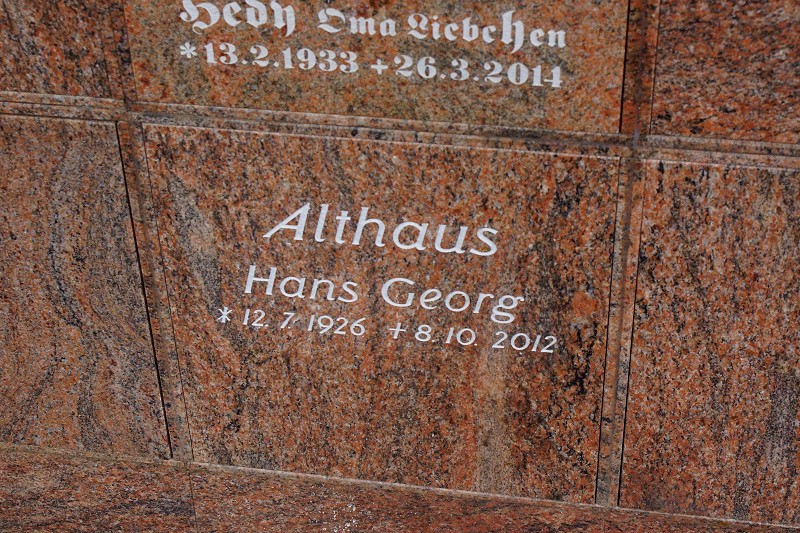 Hedy Oma Liebchen
*13.2.1933 +26.3.2014
Althaus
Hans Georg
* 12. 7. 1926 +8. 10. 2012